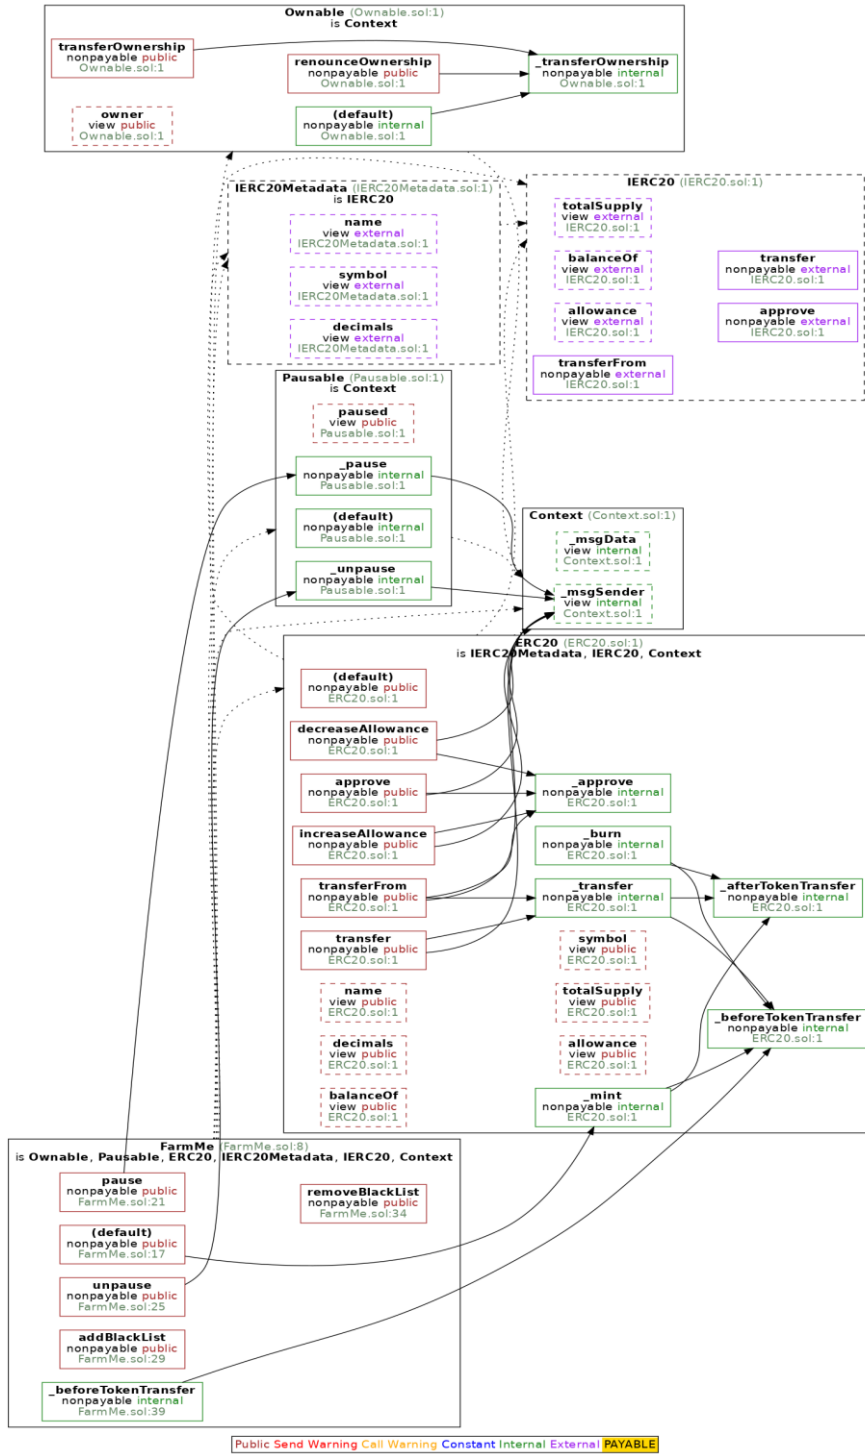 Ownable (Ownable.sol:1)
is Context
transferOwnership
nonpayable public
Ownable.sol:1
renounceOwnership
nonpayable public
Ownable.sol:1
_transferOwnership
nonpayable internal
Ownable.sol:1
owner
view public
Ownable.sol:1
(default)
nonpayable internal
Ownable.sol:1
IERC20Metadata (IERC20Metadata.sol:1)
is IERC20
name
view external
IERC20Metadata.sol:1
symbol
view external
IERC20Metadata.sol:1
decimals
view external
IERC20Metadata.sol:1
IERC20 (IERC20.sol:1)
totalSupply
view external
IERC20.sol:1
balanceOf
view external
IERC20.sol:1
transfer
nonpayable external
IERC20.sol:1
allowance
view external
IERC20.sol:1
approve
nonpayable external
IERC20.sol:1
transferFrom
nonpayable external
IERC20.sol:1
Pausable (Pausable.sol:1)
is Context
paused
view public
Pausable.sol:1
_pause
nonpayable internal
Pausable.sol:1
(default)
nonpayable internal
Pausable.sol:1
_unpause
nonpayable internal
Pausable.sol:1
Context (Context.sol:1)
_msgData
view internal
Context.sol:1
_msgSender
view internal
Context.sol:1
ERC20 (ERC20.sol:1)
is IERC20Metadata, IERC20, Context
(default)
nonpayable public
ERC20.sol:1
decreaseAllowance
nonpayable public
ERC20.sol:1
approve
nonpayable public
ERC20.sol:1
_approve
nonpayable internal
ERC20.sol:1
increaseAllowance
nonpayable public
ERC20.sol:1
_burn
nonpayable internal
ERC20.sol:1
transferFrom
nonpayable public
ERC20.sol:1
_transfer
nonpayable internal
ERC20.sol:1
_afterTokenTransfer
nonpayable internal
ERC20.sol:1
transfer
nonpayable public
ERC20.sol:1
symbol
view public
ERC20.sol:1
name
view public
ERC20.sol:1
totalSupply
view public
ERC20.sol:1
_beforeTokenTransfer
nonpayable internal
ERC20.sol:1
decimals
view public
ERC20.sol:1
allowance
view public
ERC20.sol:1
balanceOf
view public
ERC20.sol:1
_mint
nonpayable internal
ERC20.sol:1
FarmMe (FarmMe.sol:8)
is Ownable, Pausable, ERC20, IERC20Metadata, IERC20, Context
pause
nonpayable public
FarmMe.sol:21
removeBlackList
nonpayable public
FarmMe.sol:34
(default)
nonpayable public
FarmMe.sol:17
unpause
nonpayable public
FarmMe.sol:25
addBlackList
nonpayable public
FarmMe.sol:29
_beforeTokenTransfer
nonpayable internal
FarmMe.sol:39
Public Send Warning Call Warning Constant Internal External PAYABLE